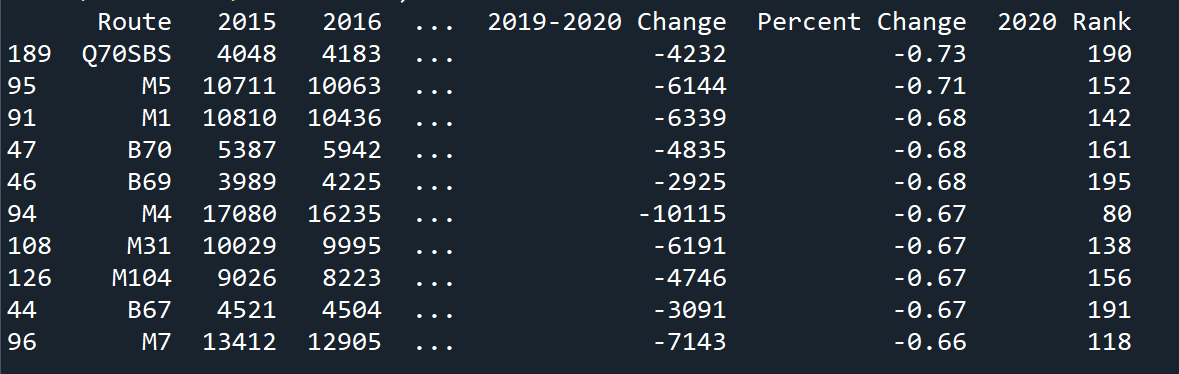 Route 2015 2016 ... 2019-2020 Change Percent Change 2020 Rank
189 Q70SBS 4048 4183 ... -4232 -0.73 190
95 M5 10711 10063 ... -6144 -0.71 152
91 M1 10810 10436 ... -6339 -0.68 142
47 B70 5387 5942 ... -4835 -0.68 161
46 B69 3989 4225 ... -2925 -0.68 195
94 M4 17080 16235 ... -10115 -0.67 80
108 M31 10029 9995 ... -6191 -0.67 138
126 M104 9026 8223 ... -4746 -0.67 156
44 B67 4521 4504 ... -3091 -0.67 191
96 M7 13412 12905 ... -7143 -0.66 118